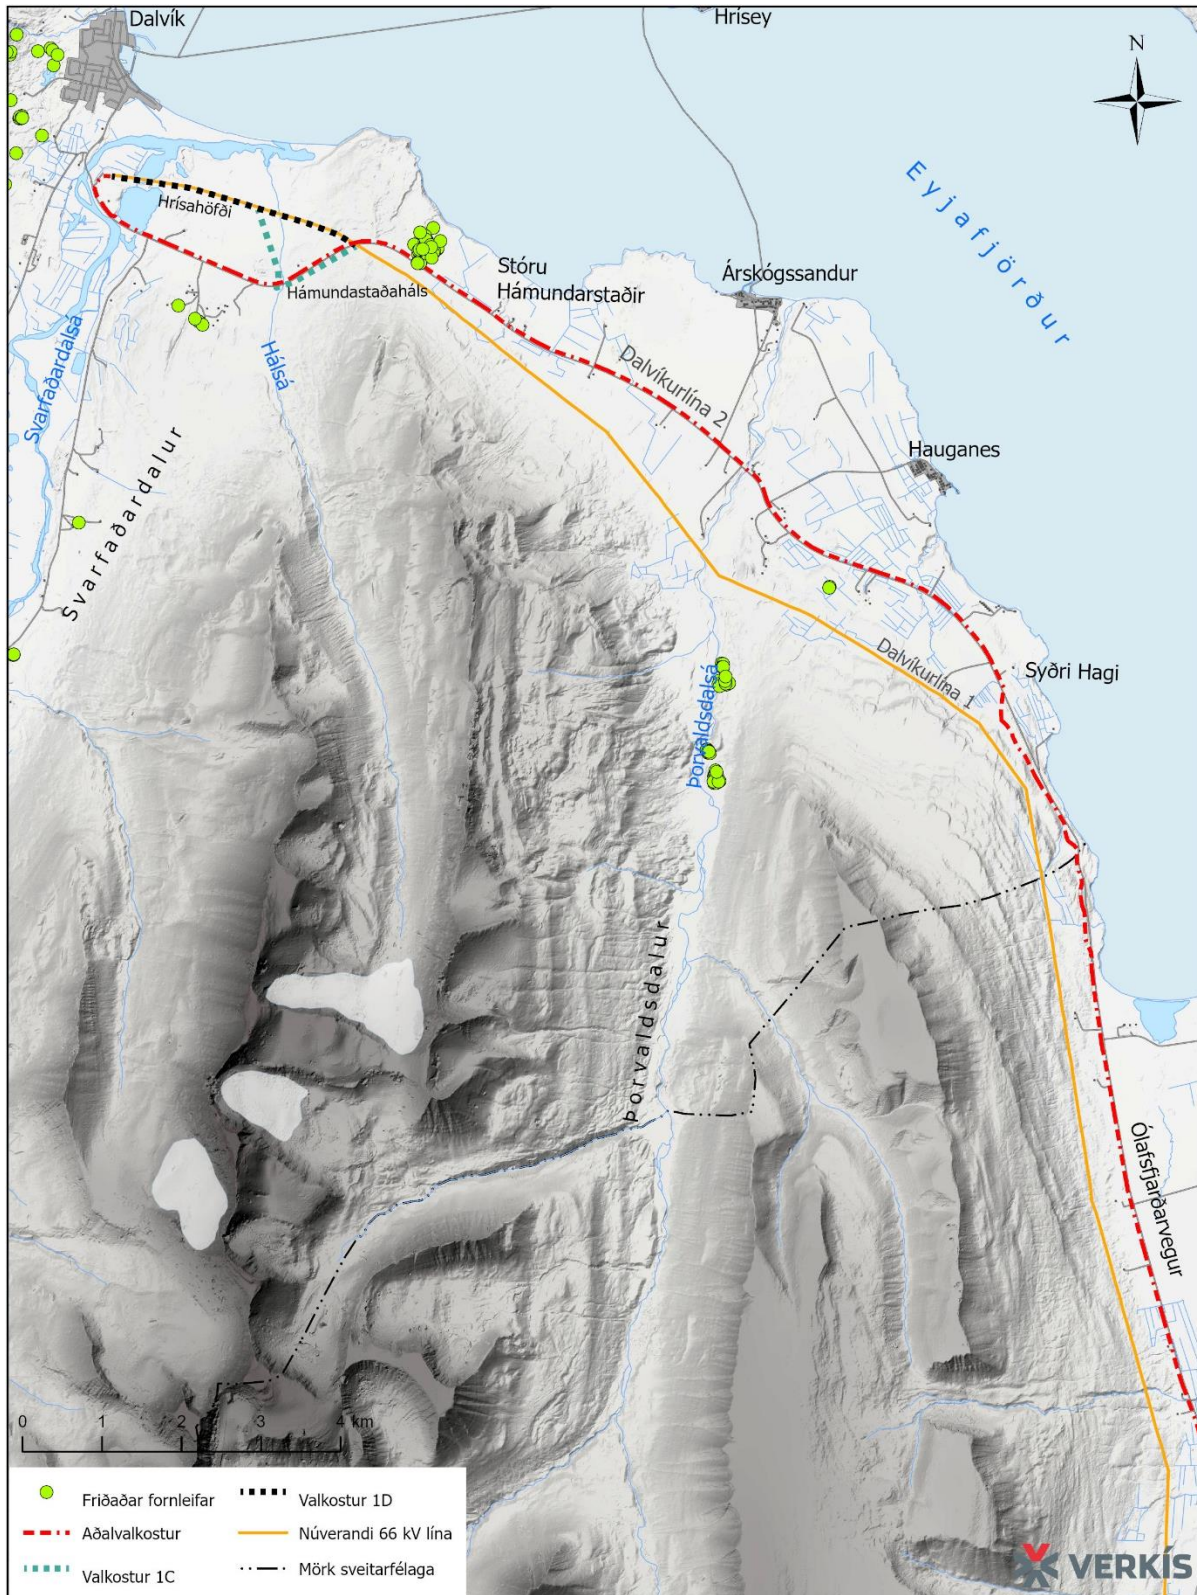 Dalvík
Hrísey
N
Eyjafjörður
Hrísahöfði
Stóru
Hámundarstaðir
Árskógssandur
Hámundastaðaháls
Svarfaðardalsá
Hálsá
Dalvíkurlína 2
Svarfaðardalur
Hauganes
Dalvíkurlína 1
Syðri Hagi
Þorvaldsdalsá
Þorvaldsdalur
Ólafsfjarðarvegur
0 1 2 3 4 km
Friðaðar fornleifar
Valkostur 1D
Aðalvalkostur
Núverandi 66 kV lína
Valkostur 1C
Mörk sveitarfélaga
VERKÍS